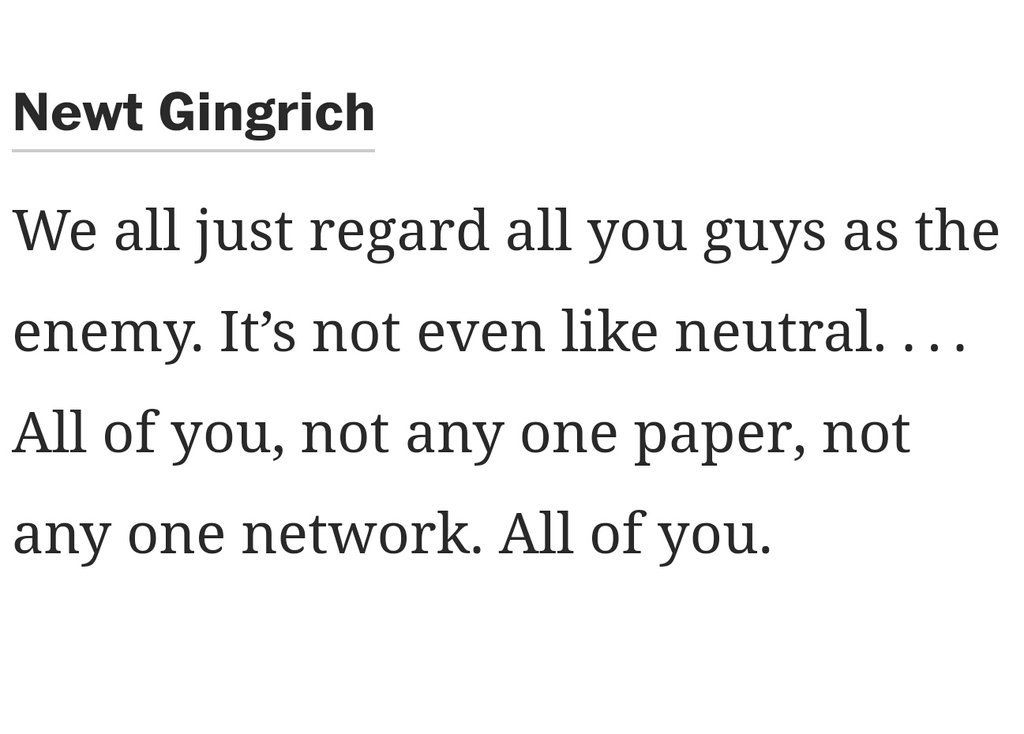 Newt Gingrich
We all just regard all you guys as the
enemy. It’s not even like neutral. . . .
All of you, not any one paper, not
any one network. All of you.